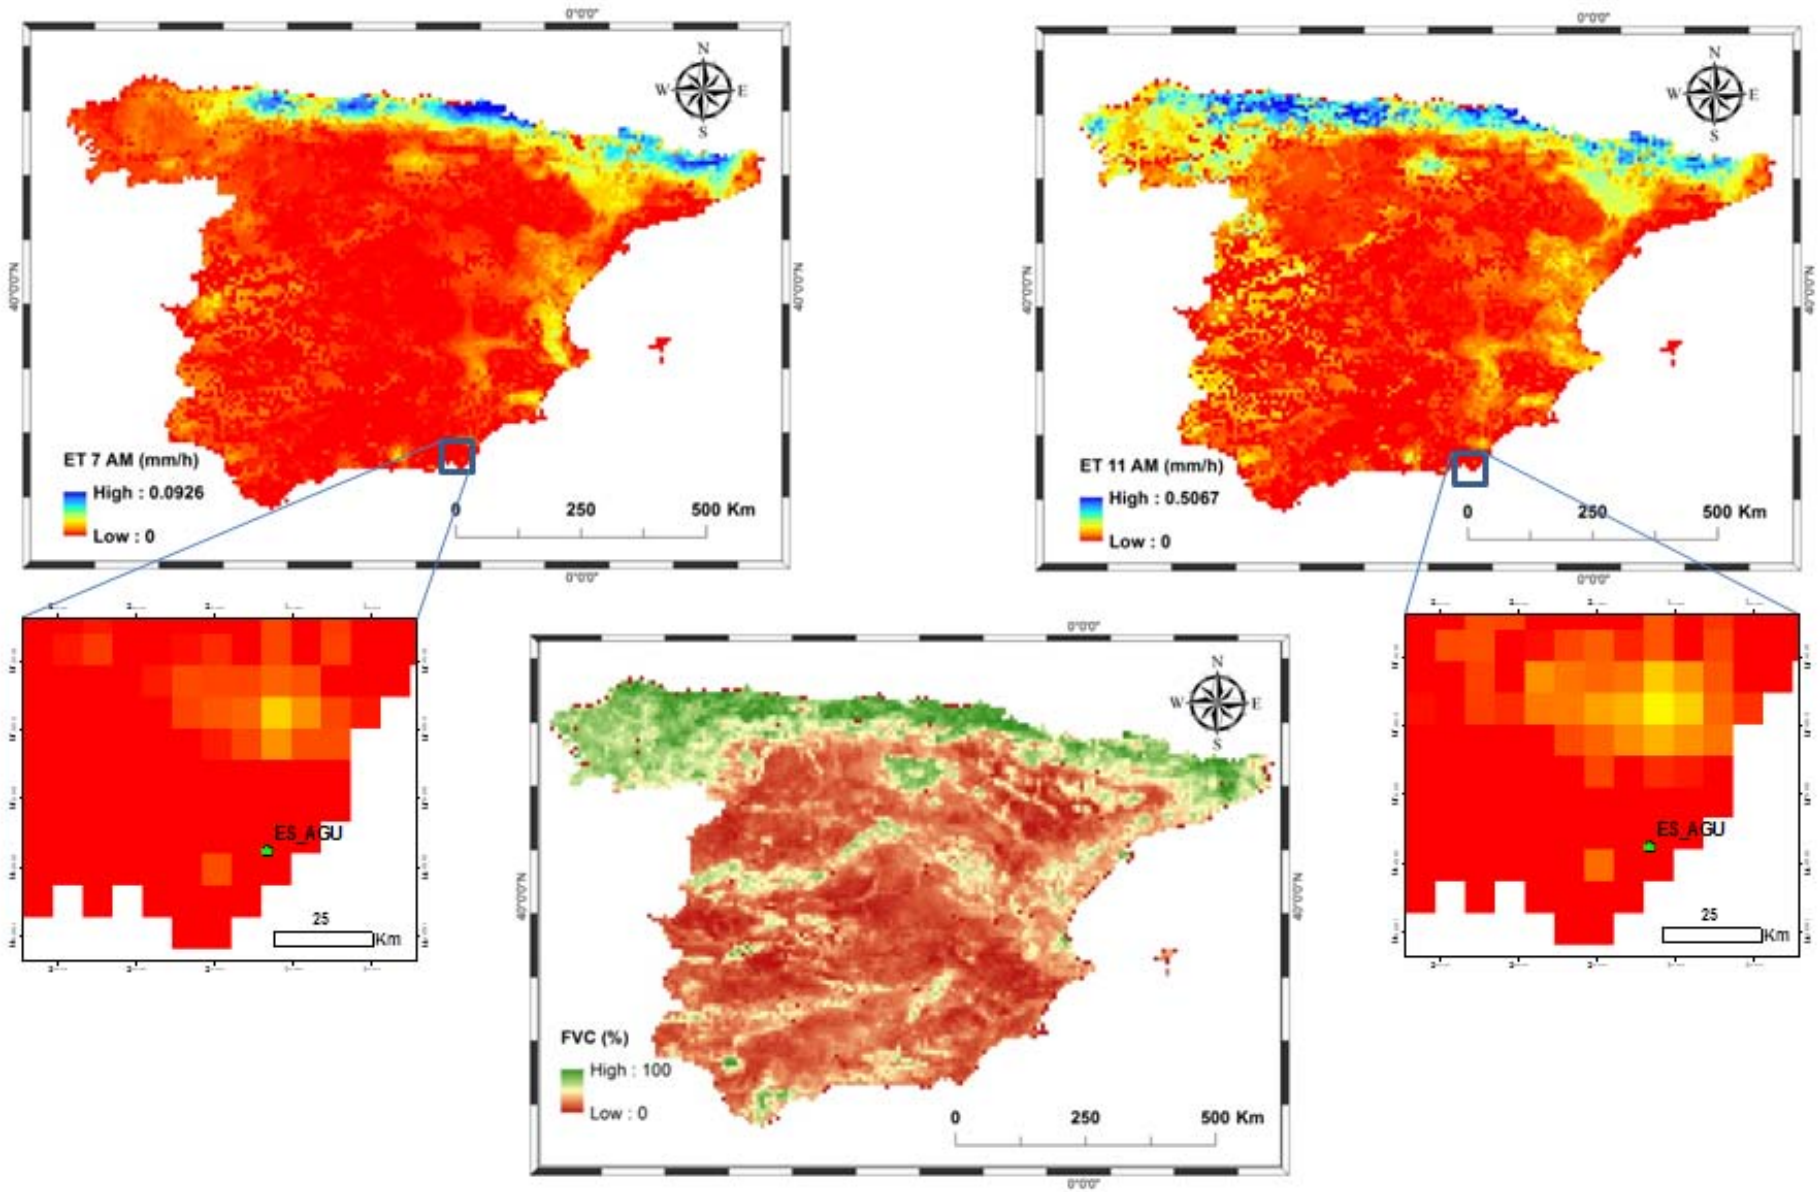 0°0'0"
N
W E
S
40°0'0"N
40°0'0"N
ET 7 AM (mm/h)
High : 0.0926
Low : 0
0 250 500 Km
0°0'0"
0°0'0"
N
W E
S
40°0'0"N
40°0'0"N
ET 11 AM (mm/h)
High : 0.5067
Low : 0
0 250 500 Km
0°0'0"
ES_AGU
25
Km
0°0'0"
N
W E
S
40°0'0"N
40°0'0"N
FVC (%)
High : 100
Low : 0
0 250 500 Km
0°0'0"
ES_AGU
25
Km